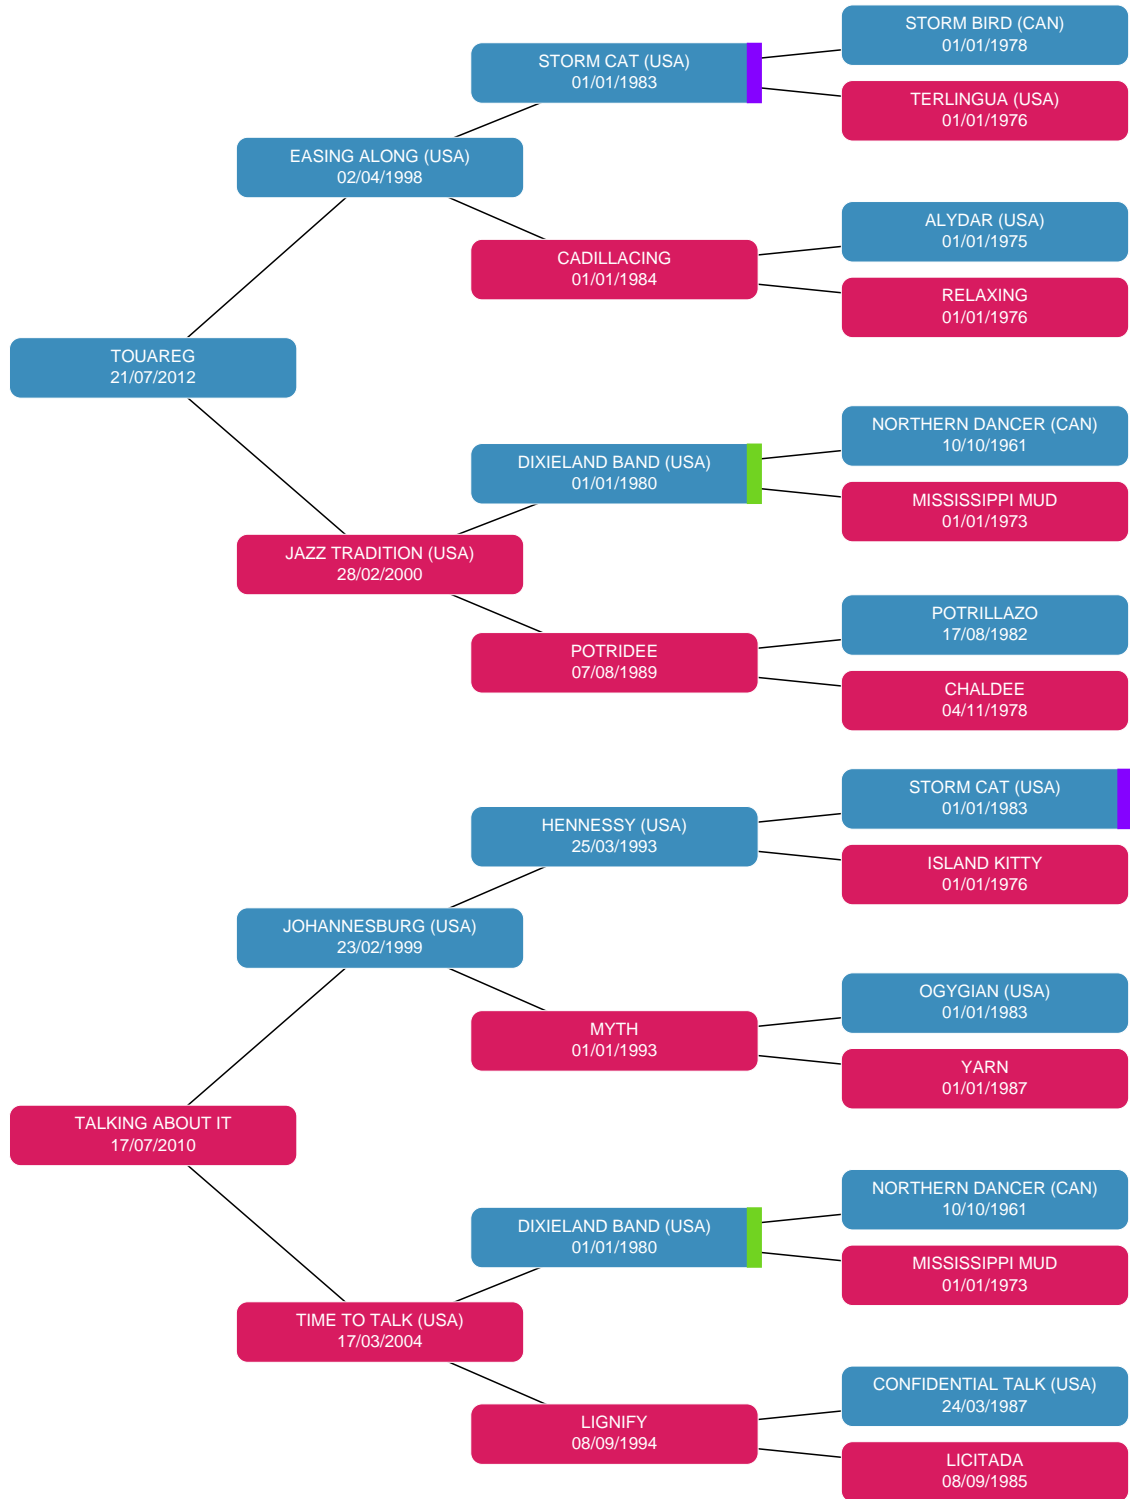 STORM BIRD (CAN)
01/01/1978
STORM CAT (USA)
01/01/1983
TERLINGUA (USA)
01/01/1976
EASING ALONG (USA)
02/04/1998
ALYDAR (USA)
01/01/1975
CADILLACING
01/01/1984
RELAXING
01/01/1976
TOUAREG
21/07/2012
NORTHERN DANCER (CAN)
10/10/1961
DIXIELAND BAND (USA)
01/01/1980
MISSISSIPPI MUD
01/01/1973
JAZZ TRADITION (USA)
28/02/2000
POTRILLAZO
17/08/1982
POTRIDEE
07/08/1989
CHALDEE
04/11/1978
STORM CAT (USA)
01/01/1983
HENNESSY (USA)
25/03/1993
ISLAND KITTY
01/01/1976
JOHANNESBURG (USA)
23/02/1999
OGYGIAN (USA)
01/01/1983
MYTH
01/01/1993
YARN
01/01/1987
TALKING ABOUT IT
17/07/2010
NORTHERN DANCER (CAN)
10/10/1961
DIXIELAND BAND (USA)
01/01/1980
MISSISSIPPI MUD
01/01/1973
TIME TO TALK (USA)
17/03/2004
CONFIDENTIAL TALK (USA)
24/03/1987
LIGNIFY
08/09/1994
LICITADA
08/09/1985